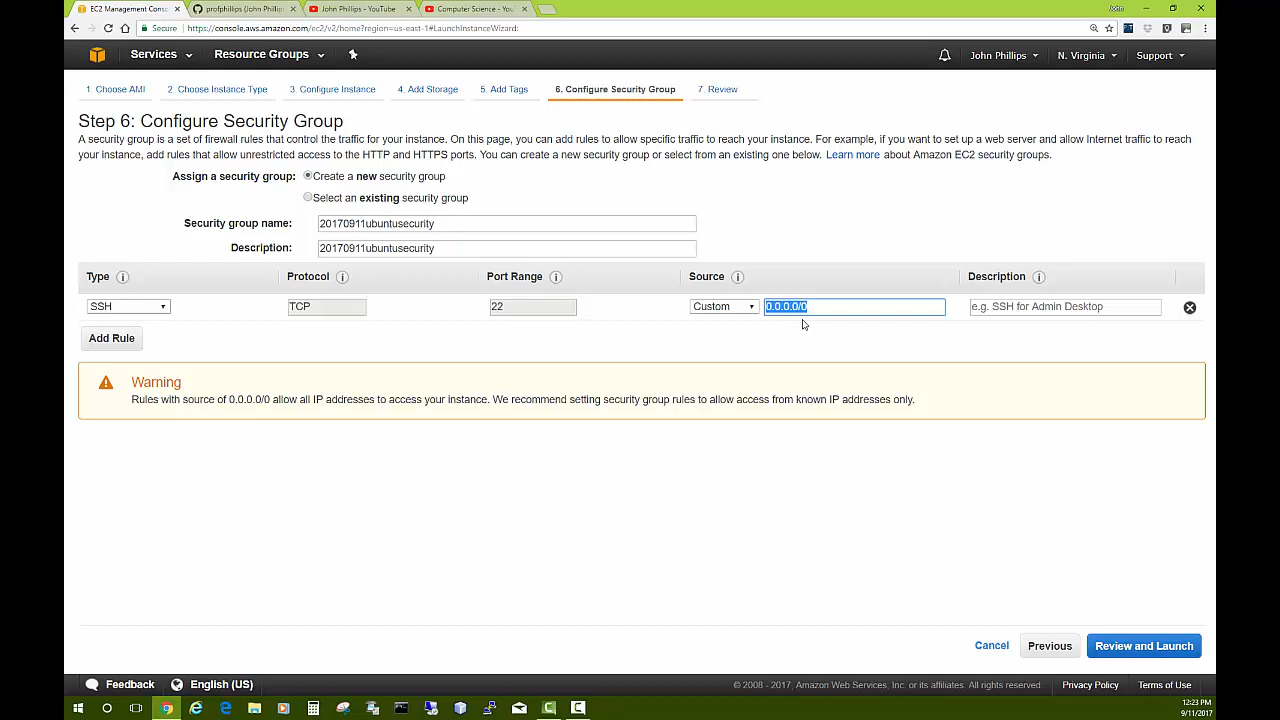 EC2 Management Conso
profphillips (John Phillip
John Phillips - YouTube
Computer Science - YouT
John
Secure
https://console.aws.amazon.com/ec2/v2/home?region=us-east-1#LaunchInstanceWizard:
Services
Resource Groups
John Phillips
N. Virginia
Support
1. Choose AMI
2. Choose Instance Type
3. Configure Instance
4. Add Storage
5. Add Tags
6. Configure Security Group
7. Review
Step 6: Configure Security Group
A security group is a set of firewall rules that control the traffic for your instance. On this page, you can add rules to allow specific traffic to reach your instance. For example, if you want to set up a web server and allow Internet traffic to reach
your instance, add rules that allow unrestricted access to the HTTP and HTTPS ports. You can create a new security group or select from an existing one below. Learn more about Amazon EC2 security groups.
Assign a security group:
Create a new security group
Select an existing security group
Security group name:
20170911ubuntusecurity
Description:
20170911ubuntusecurity
Type
Protocol
Port Range
Source
Description
SSH
TCP
22
Custom
0.0.0.0/0
e.g. SSH for Admin Desktop
Add Rule
Warning
Rules with source of 0.0.0.0/0 allow all IP addresses to access your instance. We recommend setting security group rules to allow access from known IP addresses only.
Cancel
Previous
Review and Launch
Feedback
English (US)
© 2008 - 2017, Amazon Web Services, Inc. or its affiliates. All rights reserved.
Privacy Policy
Terms of Use
12:23 PM
9/11/2017